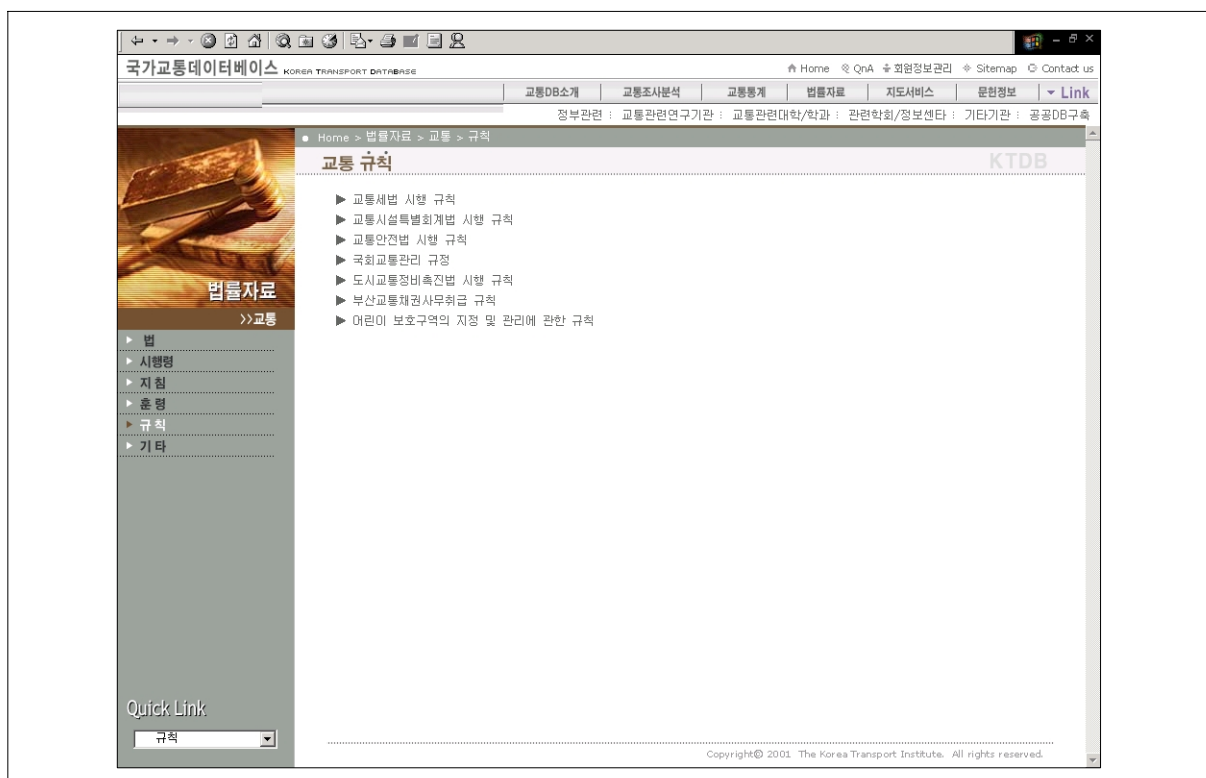 국가교통데이터베이스 KOREA TRANSPORT DATABASE
Home QnA 회원정보관리 Sitemap Contact us
교통DB소개 교통조사분석 교통통계 법률자료 지도서비스 문헌정보 Link
정부관련 : 교통관련연구기관 : 교통관련대학/학과 : 관련학회/정보센타 : 기타기관 : 공공DB구축
Home > 법률자료 > 교통 > 규칙
교통 규칙
KTDB
▶ 교통세법 시행 규칙
▶ 교통시설특별회계법 시행 규칙
▶ 교통안전법 시행 규칙
▶ 국회교통관리 규정
▶ 도시교통정비촉진법 시행 규칙
▶ 부산교통채권사무취급 규칙
▶ 어린이 보호구역의 지정 및 관리에 관한 규칙
법률자료
>>교통
법
시행령
지침
훈령
규칙
기타
Quick Link
규칙
Copyright© 2001 The Korea Transport Institute. All rights reserved.